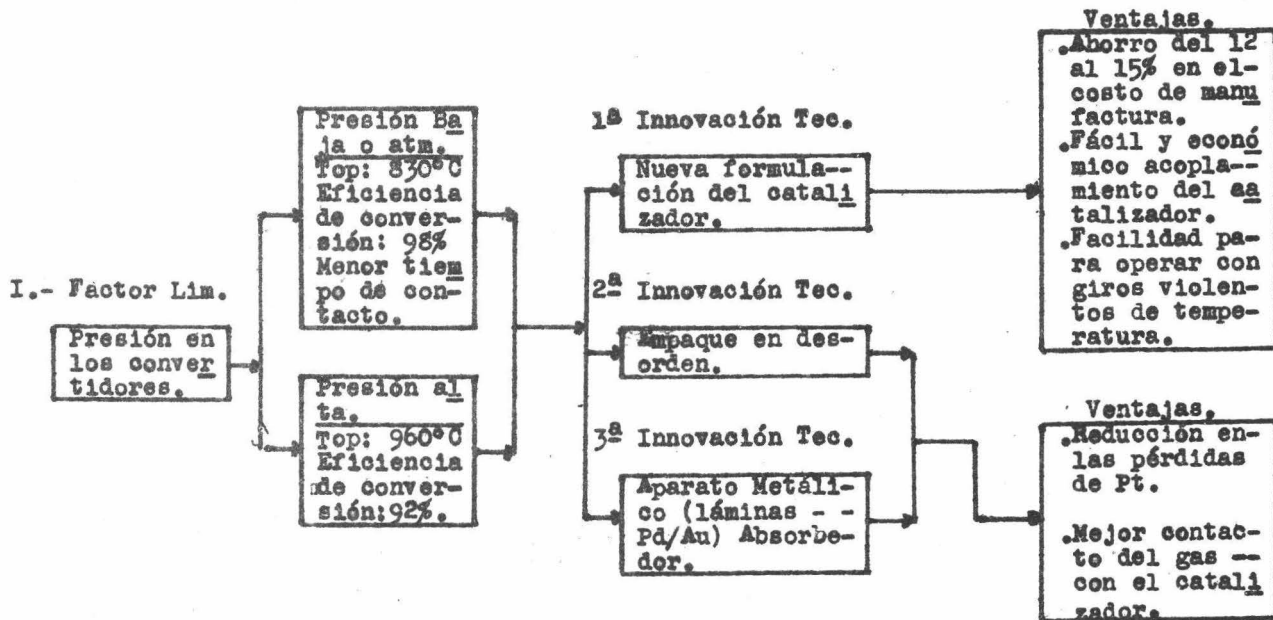 I.- Factor Lim.
Presión en
los conver
tidores.
Presión Ba
ja o atm.
Top: 830°C
Eficiencia
de conver-
sión: 98%
Menor tiem
po de con-
tacto.
Presión al
ta.
Top: 960°C
Eficiencia
de conver-
sión:92%.
1ª Innovación Tec.
Nueva formula--
ción del catali
zador.
2ª Innovación Tec.
Empaque en des-
orden.
3ª Innovación Tec.
Aparato Metáli-
co (láminas - -
Pd/Au) Absorbe-
dor.
Ventajas.
.Ahorro del 12
al 15% en el-
costo de manu
factura.
.Fácil y econó
mico acopla--
miento del aa
talizador.
.Facilidad pa-
ra operar con
giros violen-
tos de tempe-
ratura.
Ventajas.
.Reducción en-
las pérdidas
de Pt.
.Mejor contac-
to del gas --
con el catali
zador.